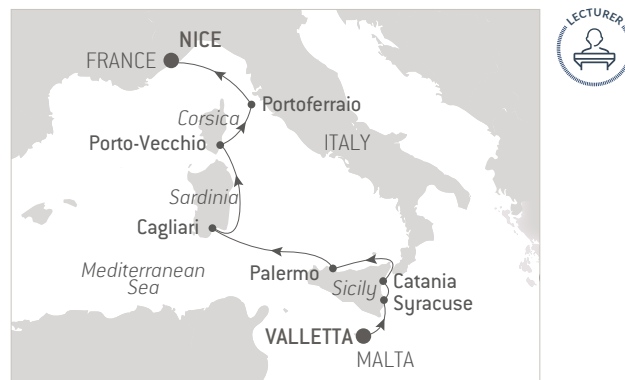 LECTURER
NICE
FRANCE
Portoferraio
Corsica
Porto-Vecchio
ITALY
Sardinia
Cagliari
Mediterranean
Sea
Palermo
Sicily
Catania
Syracuse
VALLETTA
MALTA